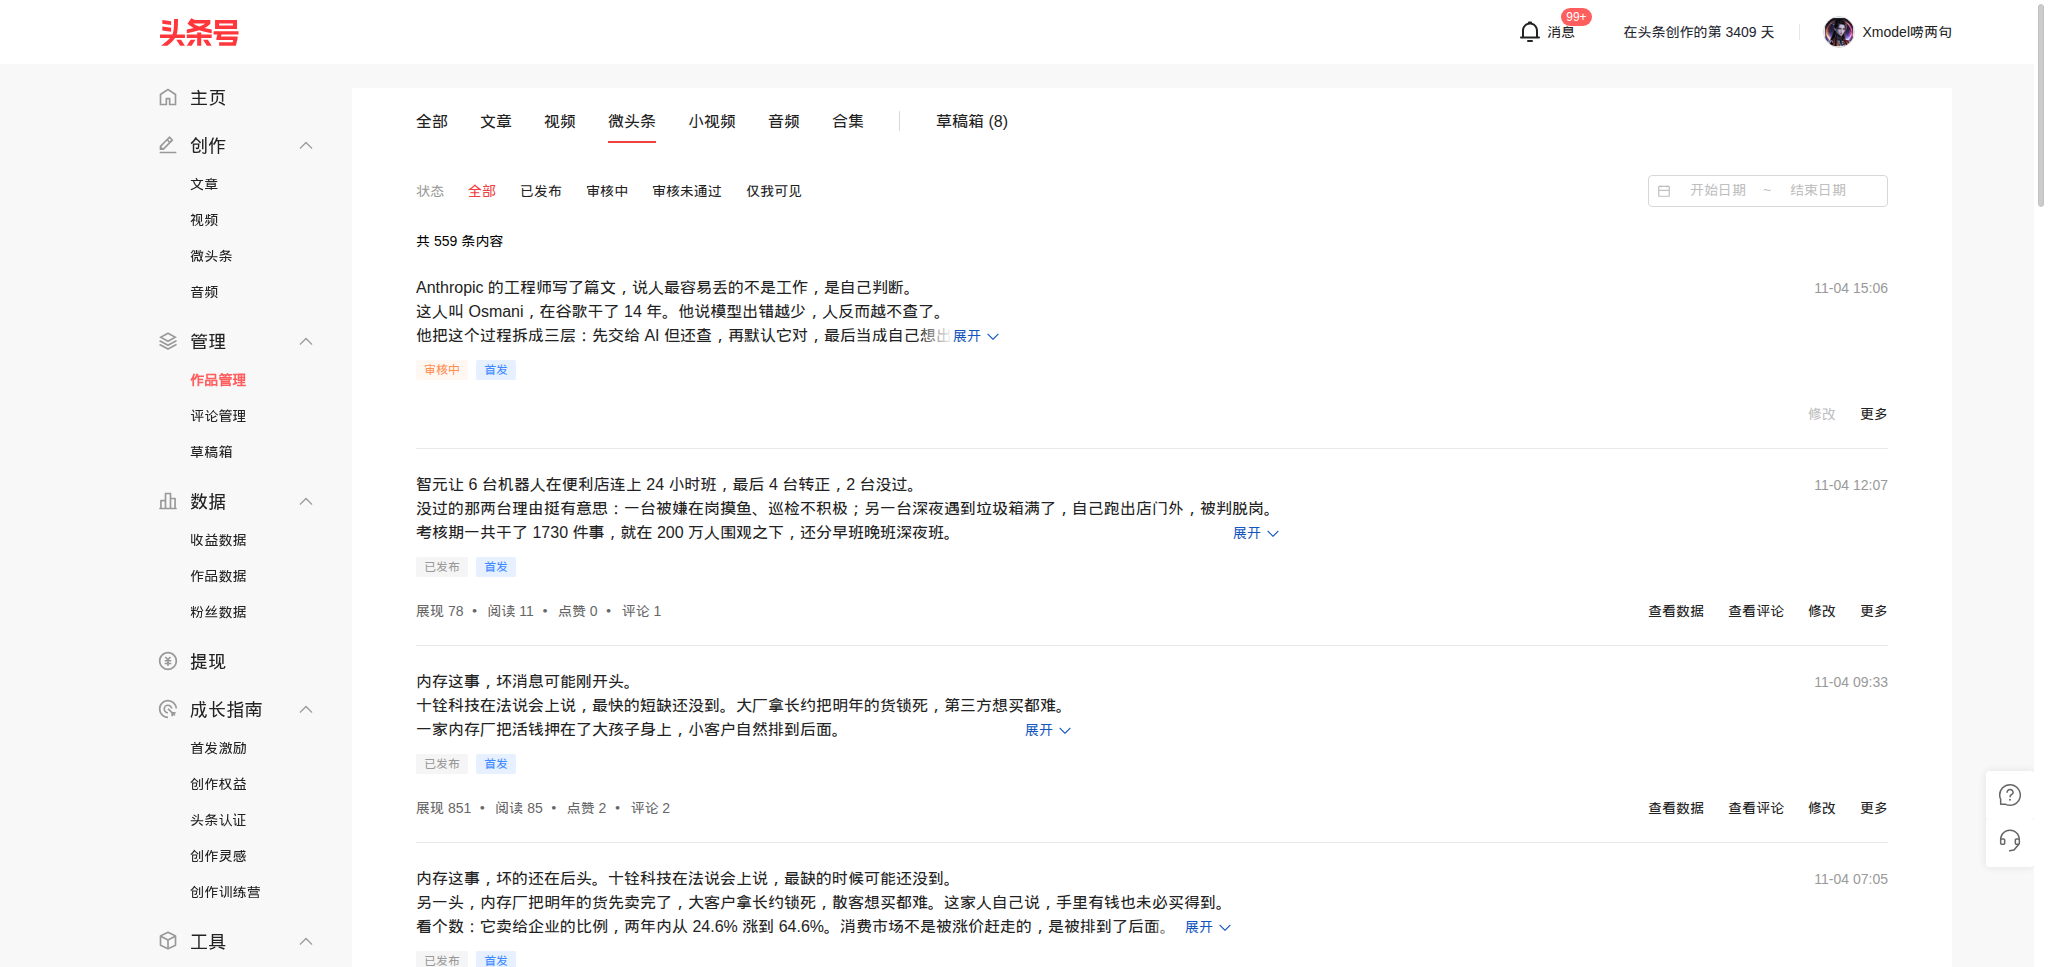 头条号
消息
99+
在头条创作的第 3409 天
Xmodel唠两句
主页
创作
文章
视频
微头条
音频
管理
作品管理
评论管理
草稿箱
数据
收益数据
作品数据
粉丝数据
提现
成长指南
首发激励
创作权益
头条认证
创作灵感
创作训练营
工具
全部 文章 视频 微头条 小视频 音频 合集 草稿箱 (8)
状态 全部 已发布 审核中 审核未通过 仅我可见
开始日期 ~ 结束日期
共 559 条内容
Anthropic 的工程师写了篇文，说人最容易丢的不是工作，是自己判断。
11-04 15:06
这人叫 Osmani，在谷歌干了 14 年。他说模型出错越少，人反而越不查了。
他把这个过程拆成三层：先交给 AI 但还查，再默认它对，最后当成自己想出 展开
审核中 首发
修改 更多
智元让 6 台机器人在便利店连上 24 小时班，最后 4 台转正，2 台没过。
11-04 12:07
没过的那两台理由挺有意思：一台被嫌在岗摸鱼、巡检不积极；另一台深夜遇到垃圾箱满了，自己跑出店门外，被判脱岗。
考核期一共干了 1730 件事，就在 200 万人围观之下，还分早班晚班深夜班。 展开
已发布 首发
展现 78 • 阅读 11 • 点赞 0 • 评论 1
查看数据 查看评论 修改 更多
内存这事，坏消息可能刚开头。
11-04 09:33
十铨科技在法说会上说，最快的短缺还没到。大厂拿长约把明年的货锁死，第三方想买都难。
一家内存厂把活钱押在了大孩子身上，小客户自然排到后面。 展开
已发布 首发
展现 851 • 阅读 85 • 点赞 2 • 评论 2
查看数据 查看评论 修改 更多
内存这事，坏的还在后头。十铨科技在法说会上说，最缺的时候可能还没到。
11-04 07:05
另一头，内存厂把明年的货先卖完了，大客户拿长约锁死，散客想买都难。这家人自己说，手里有钱也未必买得到。
看个数：它卖给企业的比例，两年内从 24.6% 涨到 64.6%。消费市场不是被涨价赶走的，是被排到了后面。 展开
已发布 首发